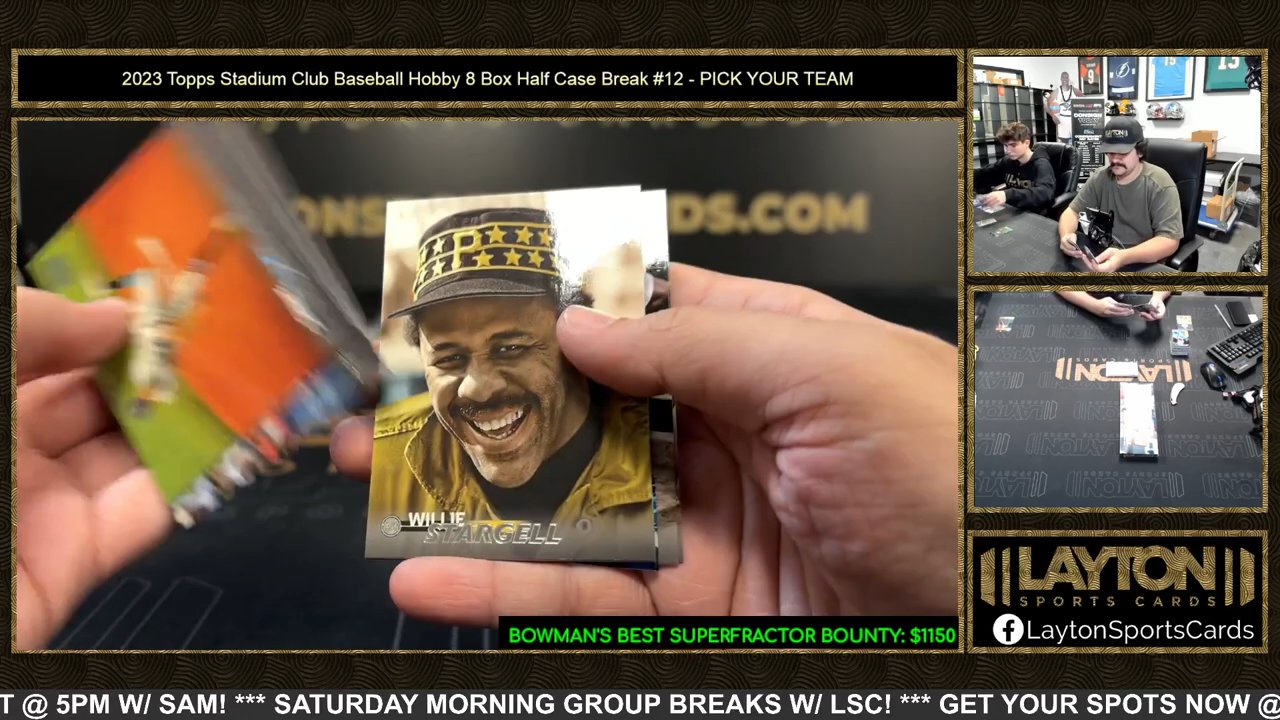 2023 Topps Stadium Club Baseball Hobby 8 Box Half Case Break #12 - PICK YOUR TEAM
P
WILLIE
STARGELL
BOWMAN'S BEST SUPERFRACTOR BOUNTY: $1150
LAYTON
SPORTS CARDS
LaytonSportsCards
T @ 5PM W/ SAM! *** SATURDAY MORNING GROUP BREAKS W/ LSC! *** GET YOUR SPOTS NOW @